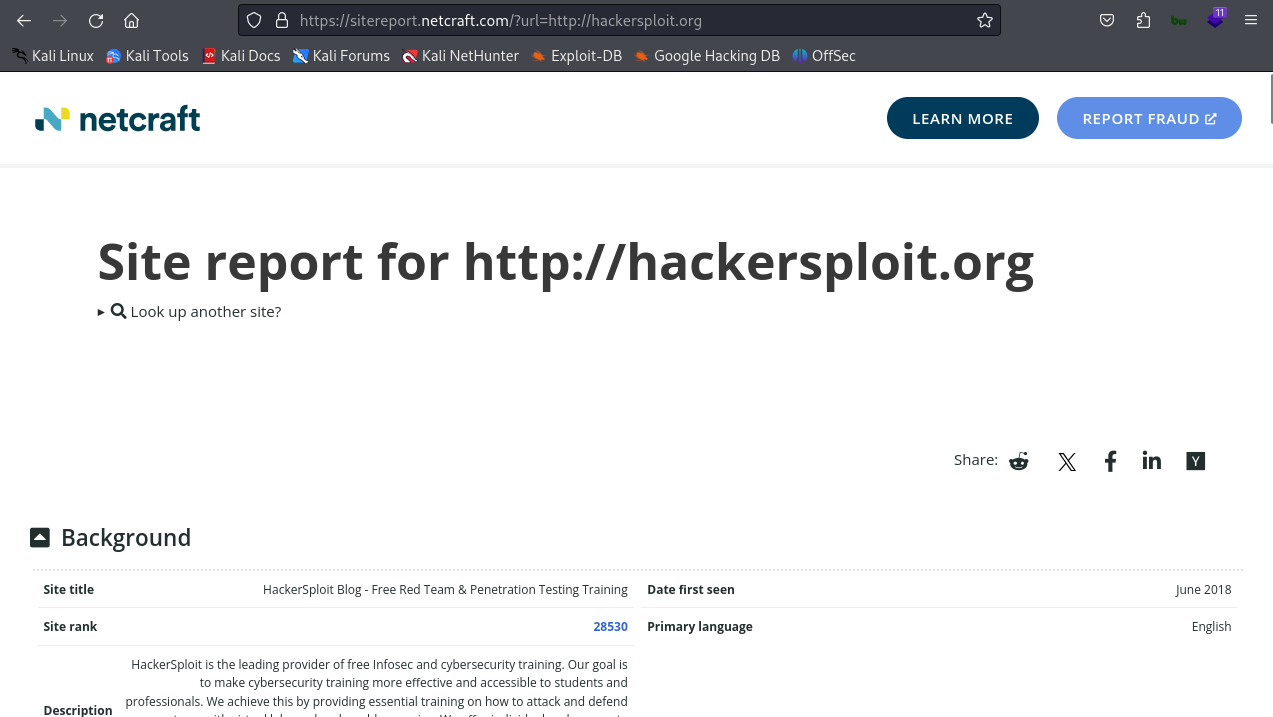 https://sitereport.netcraft.com/?url=http://hackersploit.org
11
Kali Linux Kali Tools Kali Docs Kali Forums Kali NetHunter Exploit-DB Google Hacking DB OffSec
netcraft LEARN MORE REPORT FRAUD
Site report for http://hackersploit.org
Look up another site?
Share:
Background
Site title HackerSploit Blog - Free Red Team & Penetration Testing Training Date first seen June 2018
Site rank 28530 Primary language English
HackerSploit is the leading provider of free Infosec and cybersecurity training. Our goal is
to make cybersecurity training more effective and accessible to students and
professionals. We achieve this by providing essential training on how to attack and defend
Description